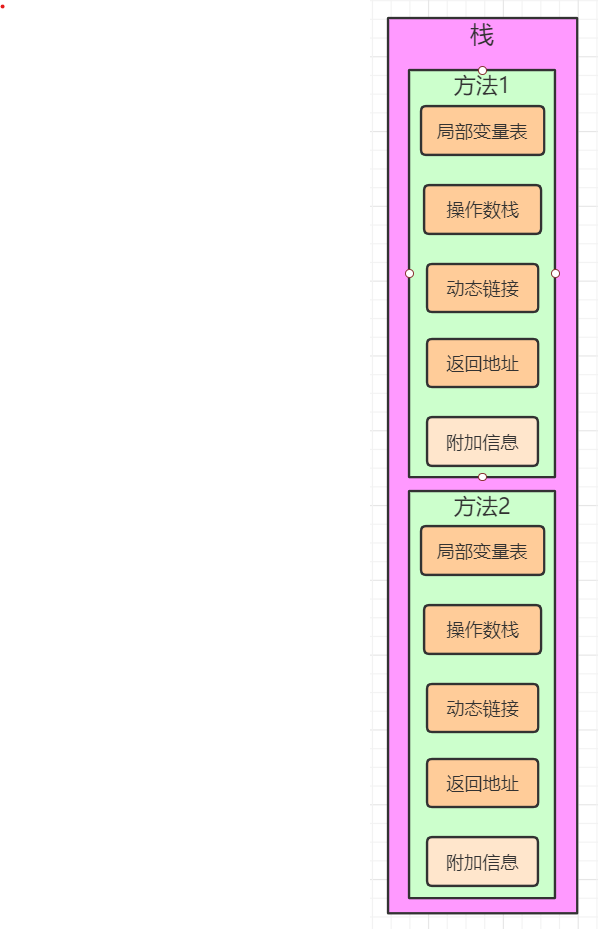 栈
方法1
局部变量表
操作数栈
动态链接
返回地址
附加信息
方法2
局部变量表
操作数栈
动态链接
返回地址
附加信息